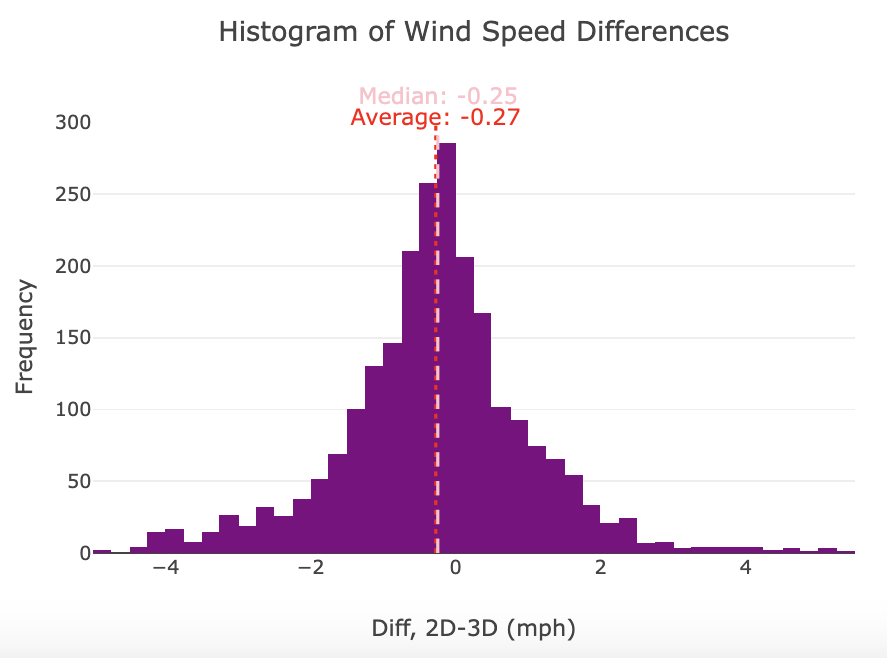 Histogram of Wind Speed Differences
Median: -0.25
Average: -0.27
300
250
200
150
100
50
0
Frequency
−4
−2
0
2
4
Diff, 2D-3D (mph)